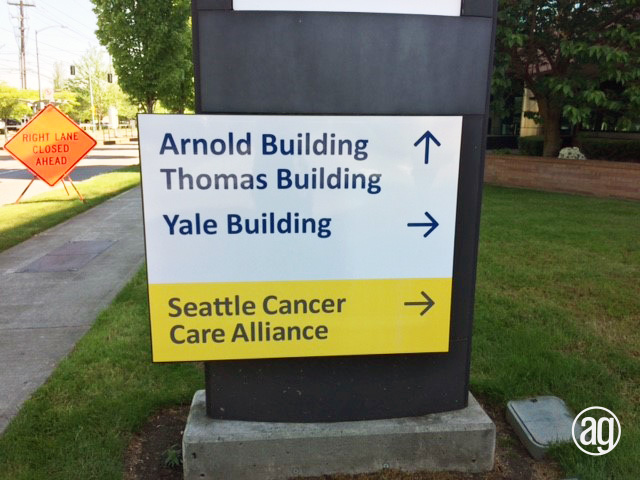 RIGHT LANE
CLOSED
AHEAD
Arnold Building ↑
Thomas Building
Yale Building →
Seattle Cancer →
Care Alliance
ag